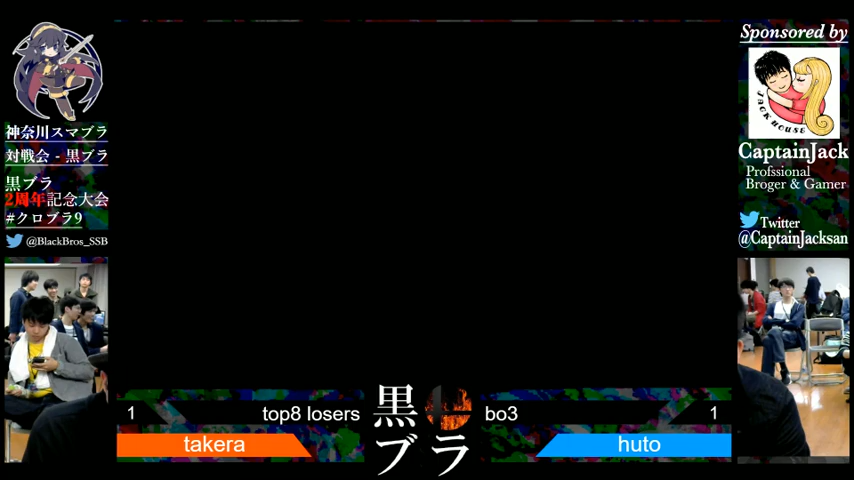 神奈川スマブラ
対戦会 - 黒ブラ
黒ブラ
2周年記念大会
#クロブラ9
@BlackBros_SSB
Sponsored by
JACK HOUSE
CaptainJack
Profssional
Broger & Gamer
Twitter
@CaptainJacksan
1
top8 losers
黒
ブラ
bo3
1
takera
huto